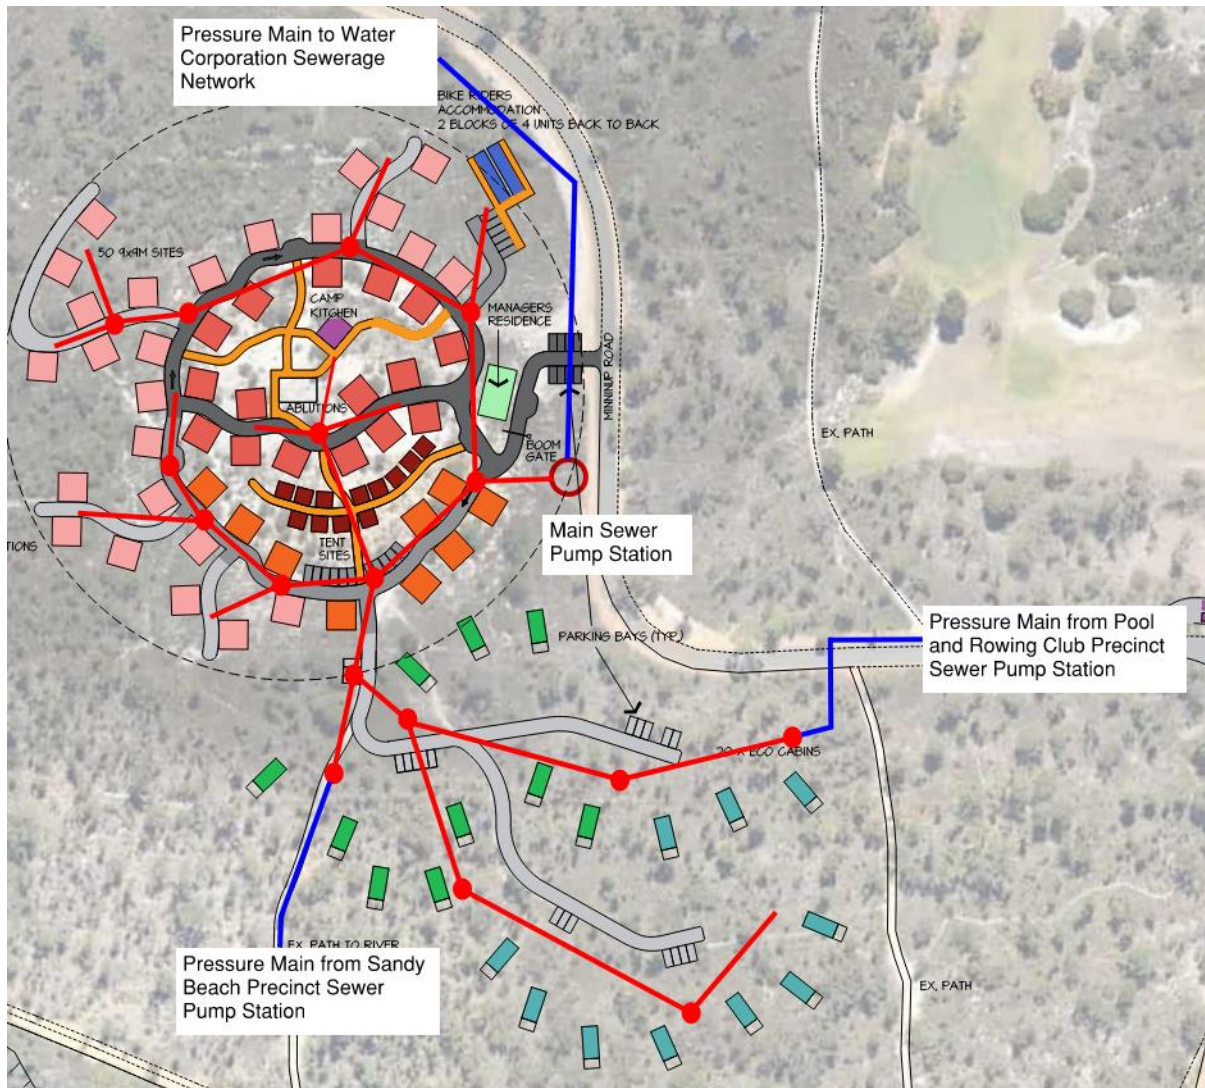 Pressure Main to Water
Corporation Sewerage
Network
BIKE RIDERS
ACCOMMODATION
2 BLOCKS OF 4 UNITS BACK TO BACK
50 9x9M SITES
CAMP
KITCHEN
MANAGERS
RESIDENCE
MINNINUP ROAD
ABLUTIONS
BOOM
GATE
EX. PATH
TENT
SITES
TIONS
Main Sewer
Pump Station
PARKING BAYS (TYP.)
Pressure Main from Pool
and Rowing Club Precinct
Sewer Pump Station
20 x ECO CABINS
EX. PATH TO RIVER
Pressure Main from Sandy
Beach Precinct Sewer
Pump Station
EX. PATH